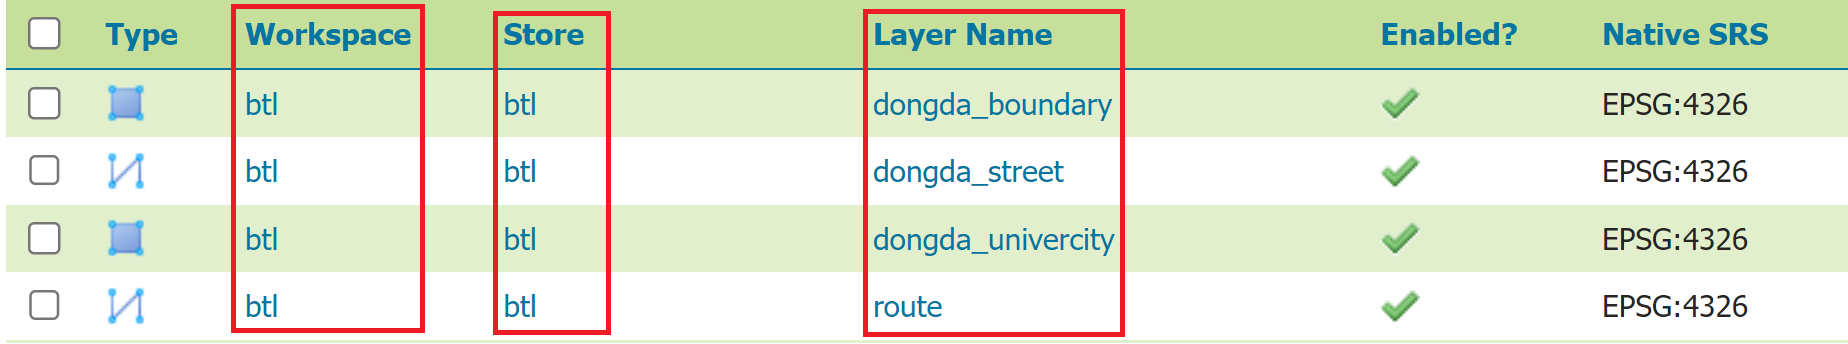 Type Workspace Store Layer Name Enabled? Native SRS
btl btl dongda_boundary EPSG:4326
btl btl dongda_street EPSG:4326
btl btl dongda_univercity EPSG:4326
btl btl route EPSG:4326